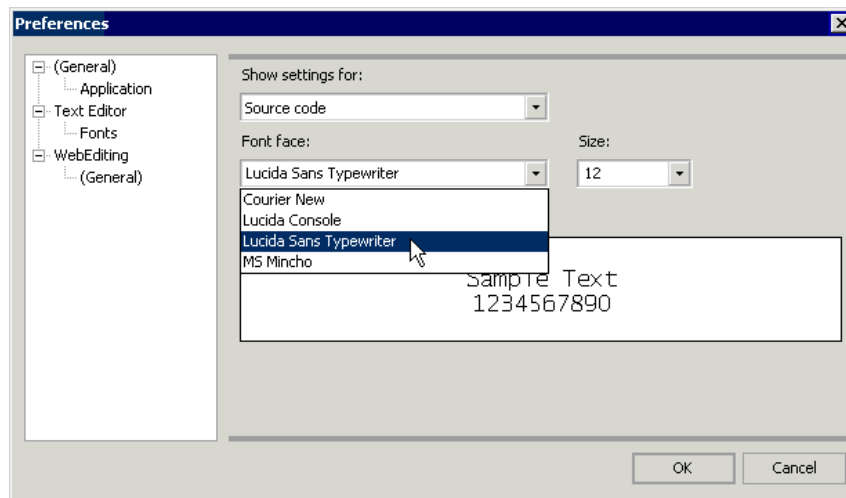 Preferences
(General)
Application
Text Editor
Fonts
WebEditing
(General)
Show settings for:
Source code
Font face:
Size:
Lucida Sans Typewriter
12
Courier New
Lucida Console
Lucida Sans Typewriter
MS Mincho
Sample Text
1234567890
OK
Cancel